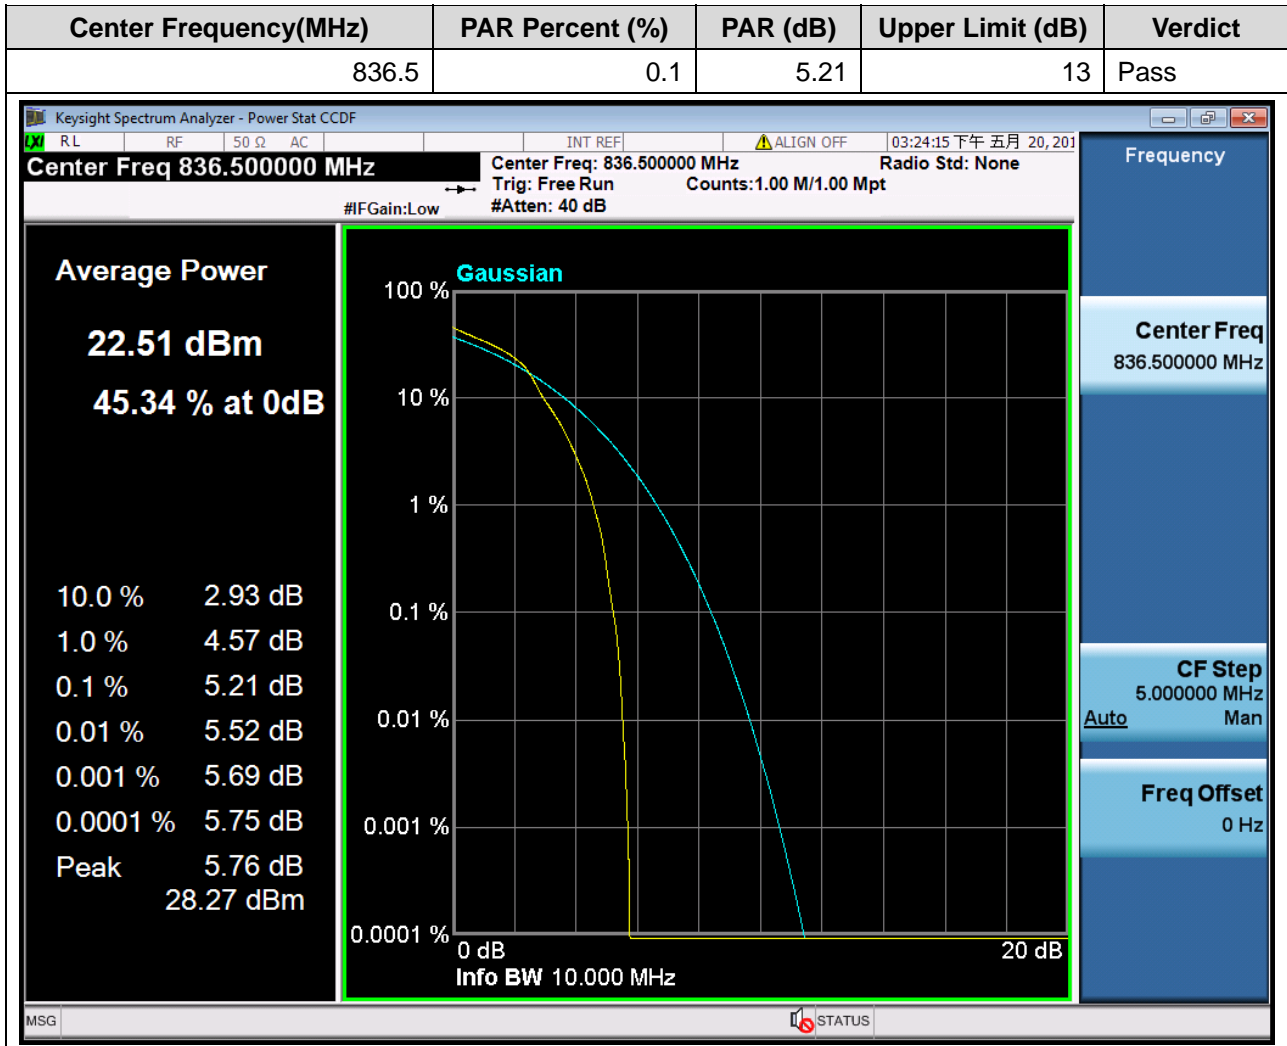 Center Frequency(MHz) PAR Percent (%) PAR (dB) Upper Limit (dB) Verdict
836.5 0.1 5.21 13 Pass
Keysight Spectrum Analyzer - Power Stat CCDF
LXI RL RF 50 Ω AC INT REF ALIGN OFF 03:24:15 下午 五月 20, 201
Center Freq 836.500000 MHz
#IFGain:Low
Center Freq: 836.500000 MHz Radio Std: None
Trig: Free Run Counts:1.00 M/1.00 Mpt
#Atten: 40 dB
Average Power
22.51 dBm
45.34 % at 0dB
10.0 % 2.93 dB
1.0 % 4.57 dB
0.1 % 5.21 dB
0.01 % 5.52 dB
0.001 % 5.69 dB
0.0001 % 5.75 dB
Peak 5.76 dB
28.27 dBm
Gaussian
100 %
10 %
1 %
0.1 %
0.01 %
0.001 %
0.0001 %
0 dB 20 dB
Info BW 10.000 MHz
Frequency
Center Freq
836.500000 MHz
CF Step
5.000000 MHz
Auto Man
Freq Offset
0 Hz
MSG STATUS